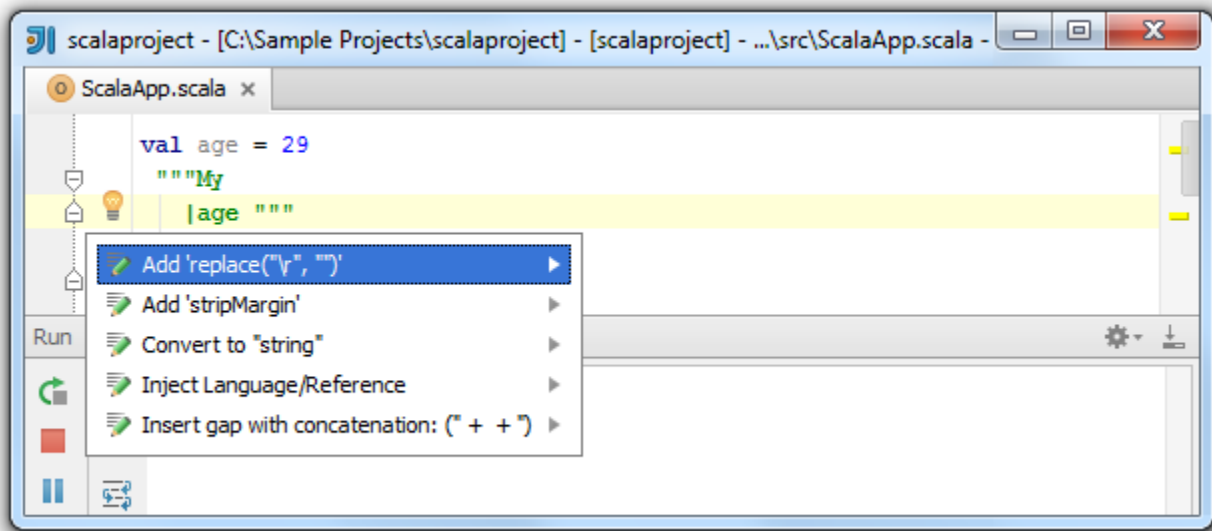 scalaproject - [C:\Sample Projects\scalaproject] - [scalaproject] - ...\src\ScalaApp.scala -
ScalaApp.scala
val age = 29
"""My
|age """
Add 'replace("\r", "")'
Add 'stripMargin'
Convert to "string"
Inject Language/Reference
Insert gap with concatenation: (" + + ")
Run